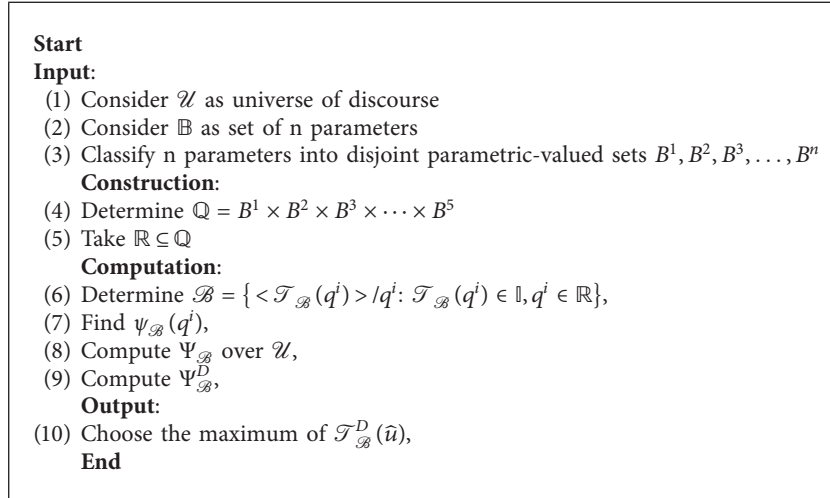 Start
Input:
(1) Consider 𝒰 as universe of discourse
(2) Consider 𝔹 as set of n parameters
(3) Classify n parameters into disjoint parametric-valued sets B¹, B², B³, . . . , Bⁿ
Construction:
(4) Determine ℚ = B¹ × B² × B³ × ⋯ × B⁵
(5) Take ℝ ⊆ ℚ
Computation:
(6) Determine ℬ = { < 𝒯_ℬ(qⁱ) > /qⁱ: 𝒯_ℬ(qⁱ) ∈ 𝕀, qⁱ ∈ ℝ},
(7) Find ψ_ℬ(qⁱ),
(8) Compute Ψ_ℬ over 𝒰,
(9) Compute Ψ_ℬ^D,
Output:
(10) Choose the maximum of 𝒯_ℬ^D(û),
End